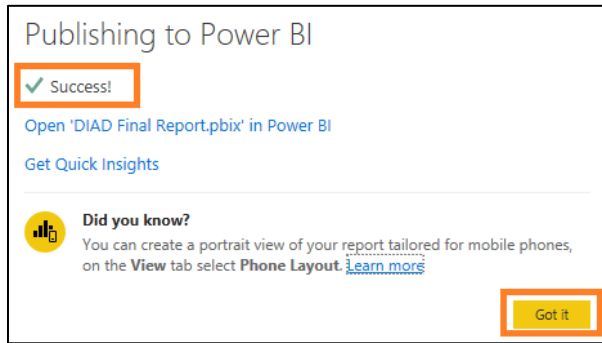 Publishing to Power BI
Success!
Open 'DIAD Final Report.pbix' in Power BI
Get Quick Insights
Did you know?
You can create a portrait view of your report tailored for mobile phones,
on the View tab select Phone Layout. Learn more
Got it